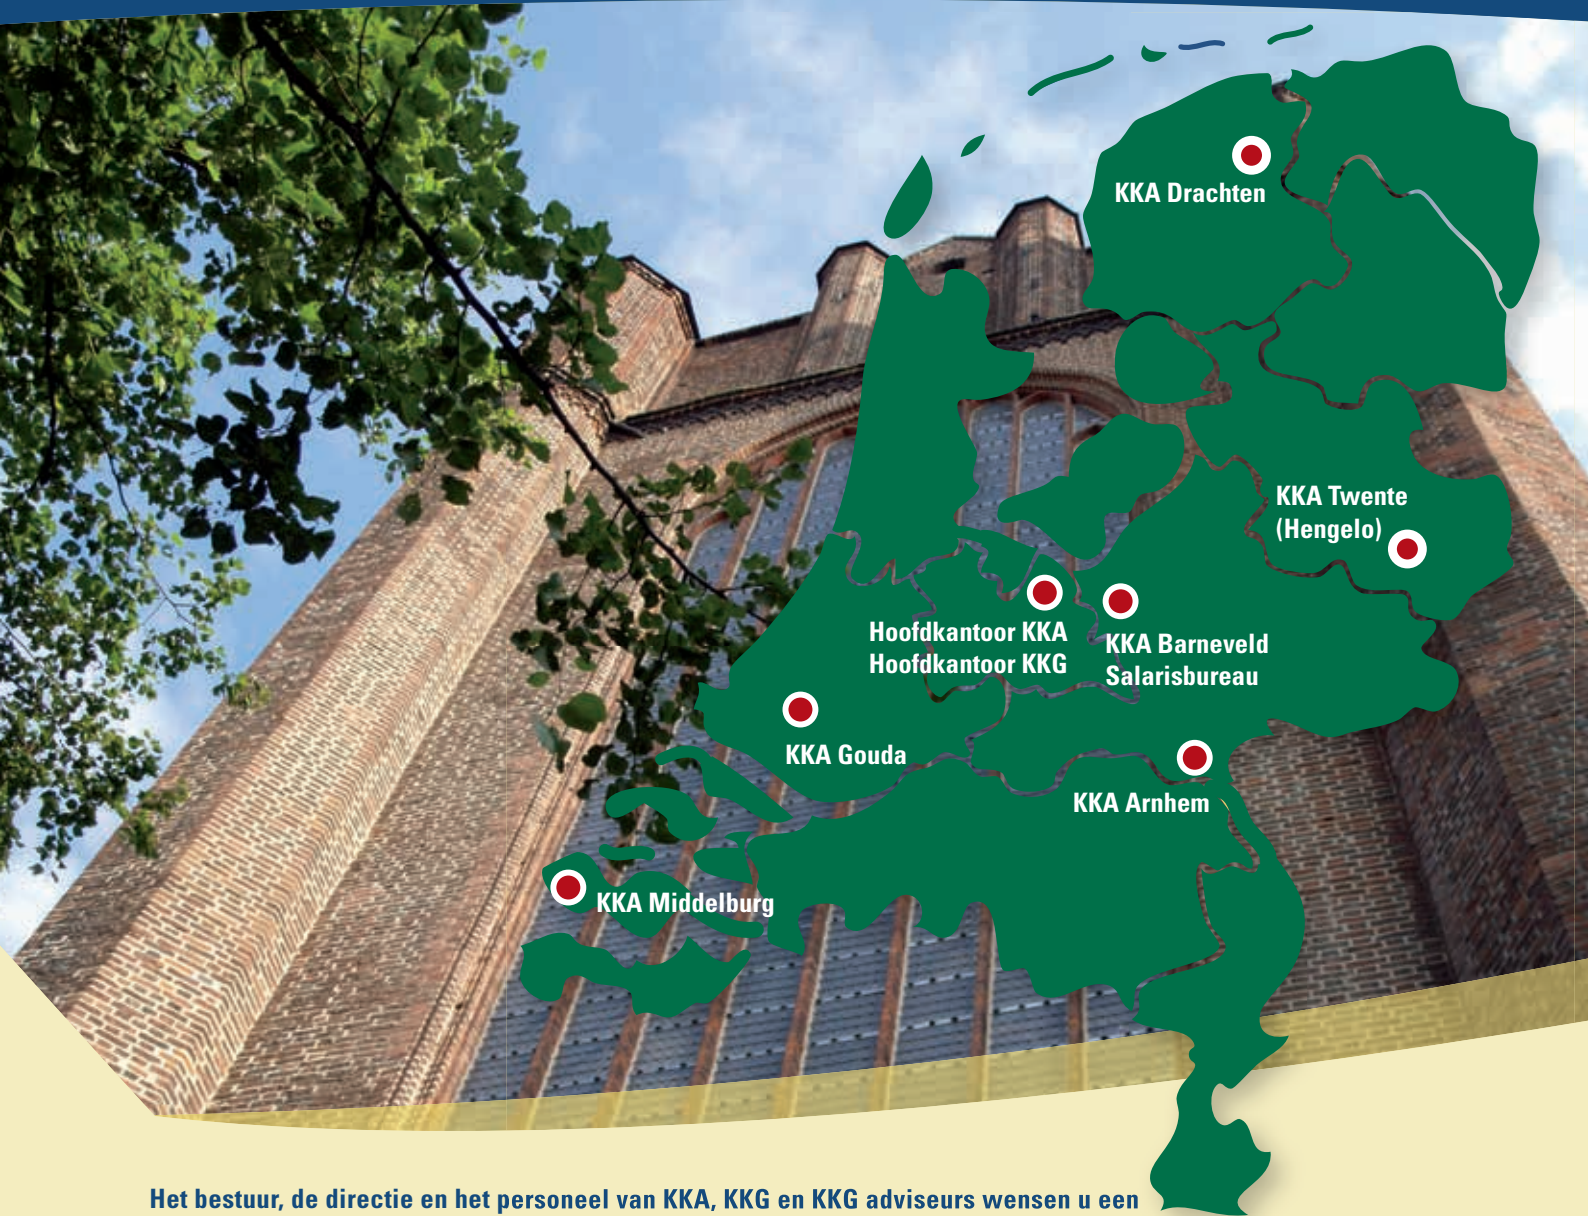 KKA Drachten
KKA Twente
(Hengelo)
Hoofdkantoor KKA
Hoofdkantoor KKG
KKA Barneveld
Salarisbureau
KKA Gouda
KKA Arnhem
KKA Middelburg
Het bestuur, de directie en het personeel van KKA, KKG en KKG adviseurs wensen u een